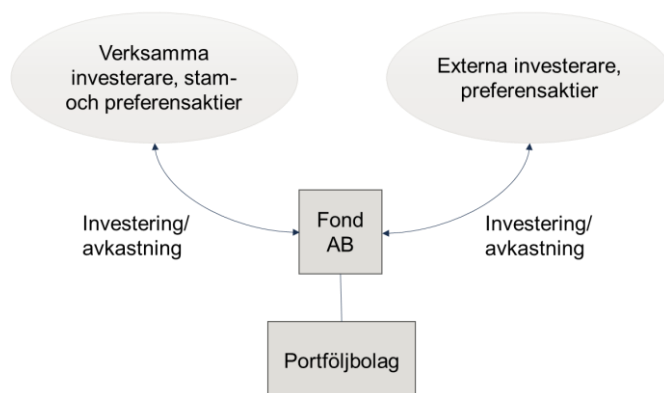 Verksamma
investerare, stam-
och preferensaktier
Externa investerare,
preferensaktier
Investering/
avkastning
Fond
AB
Investering/
avkastning
Portföljbolag